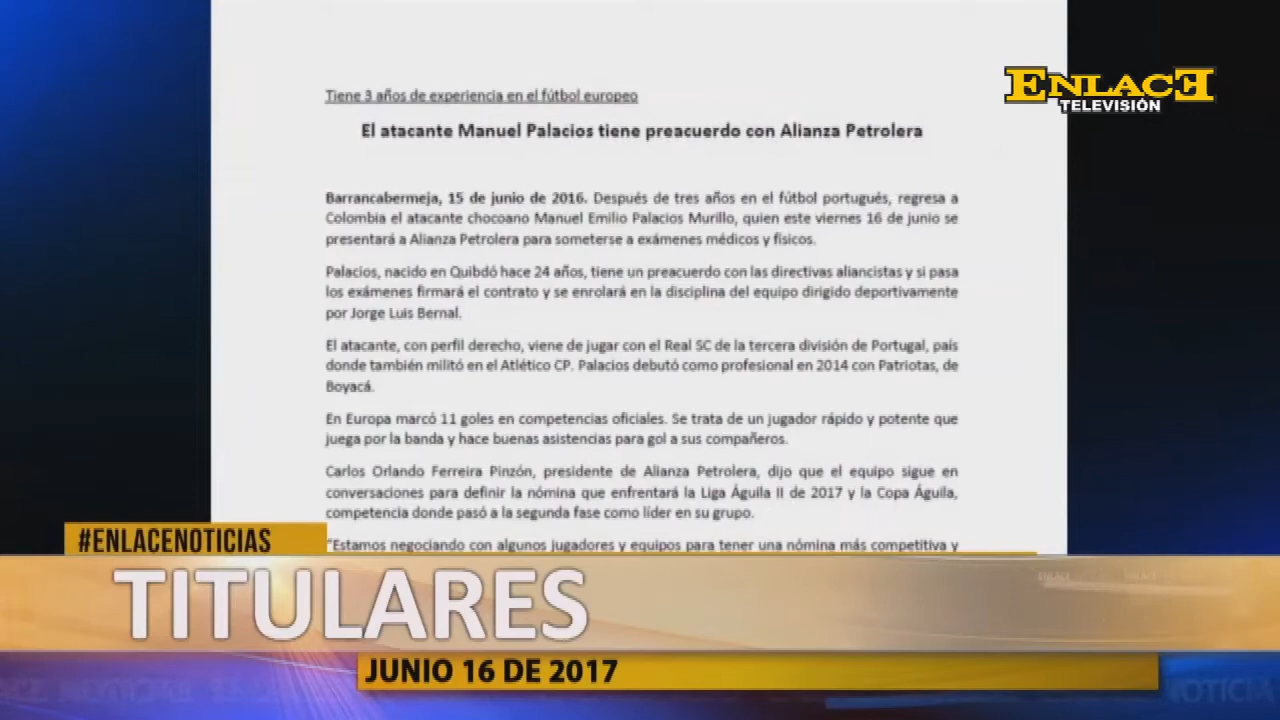 Tiene 3 años de experiencia en el fútbol europeo
ENLACE
TELEVISIÓN
El atacante Manuel Palacios tiene preacuerdo con Alianza Petrolera
Barrancabermeja, 15 de junio de 2016. Después de tres años en el fútbol portugués, regresa a
Colombia el atacante chocoano Manuel Emilio Palacios Murillo, quien este viernes 16 de junio se
presentará a Alianza Petrolera para someterse a exámenes médicos y físicos.
Palacios, nacido en Quibdó hace 24 años, tiene un preacuerdo con las directivas aliancistas y si pasa
los exámenes firmará el contrato y se enrolará en la disciplina del equipo dirigido deportivamente
por Jorge Luis Bernal.
El atacante, con perfil derecho, viene de jugar con el Real SC de la tercera división de Portugal, país
donde también militó en el Atlético CP. Palacios debutó como profesional en 2014 con Patriotas, de
Boyacá.
En Europa marcó 11 goles en competencias oficiales. Se trata de un jugador rápido y potente que
juega por la banda y hace buenas asistencias para gol a sus compañeros.
Carlos Orlando Ferreira Pinzón, presidente de Alianza Petrolera, dijo que el equipo sigue en
conversaciones para definir la nómina que enfrentará la Liga Águila II de 2017 y la Copa Águila,
competencia donde pasó a la segunda fase como líder en su grupo.
"Estamos negociando con algunos jugadores y equipos para tener una nómina más competitiva y
#ENLACENOTICIAS
TITULARES
JUNIO 16 DE 2017